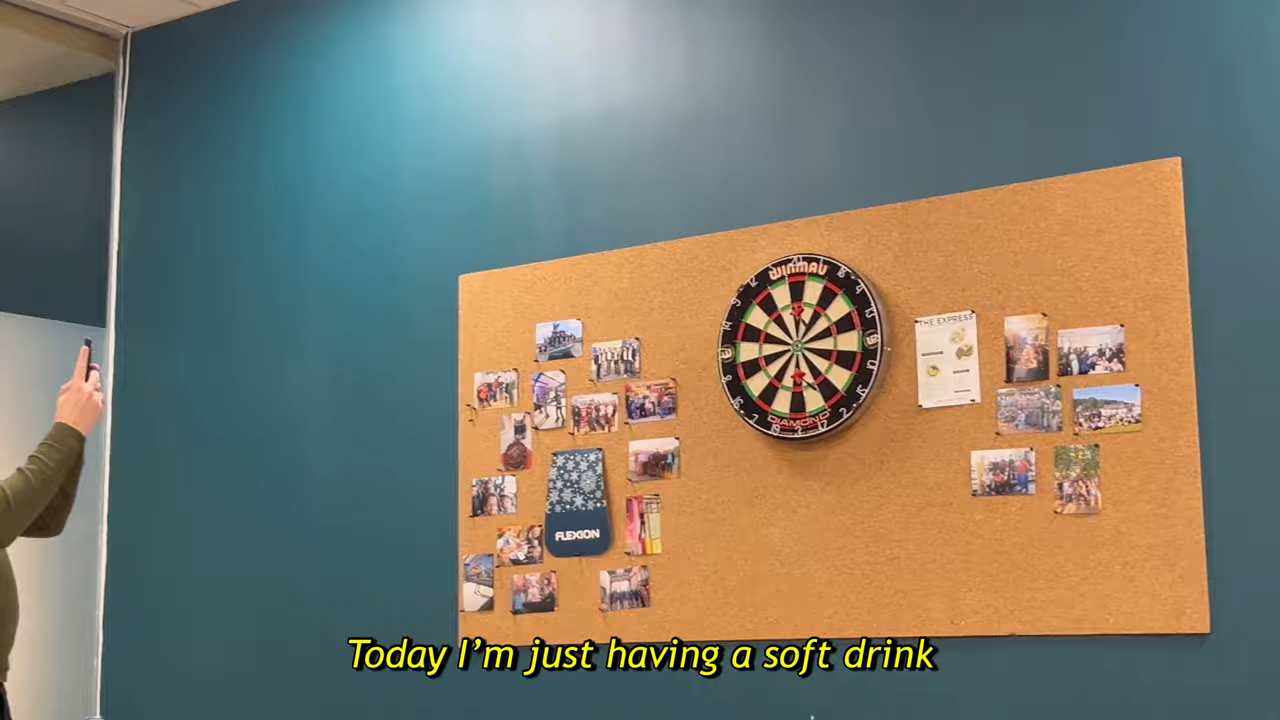 WINMAU
THE EXPRESS
DIAMOND
FLEXION
Today I'm just having a soft drink